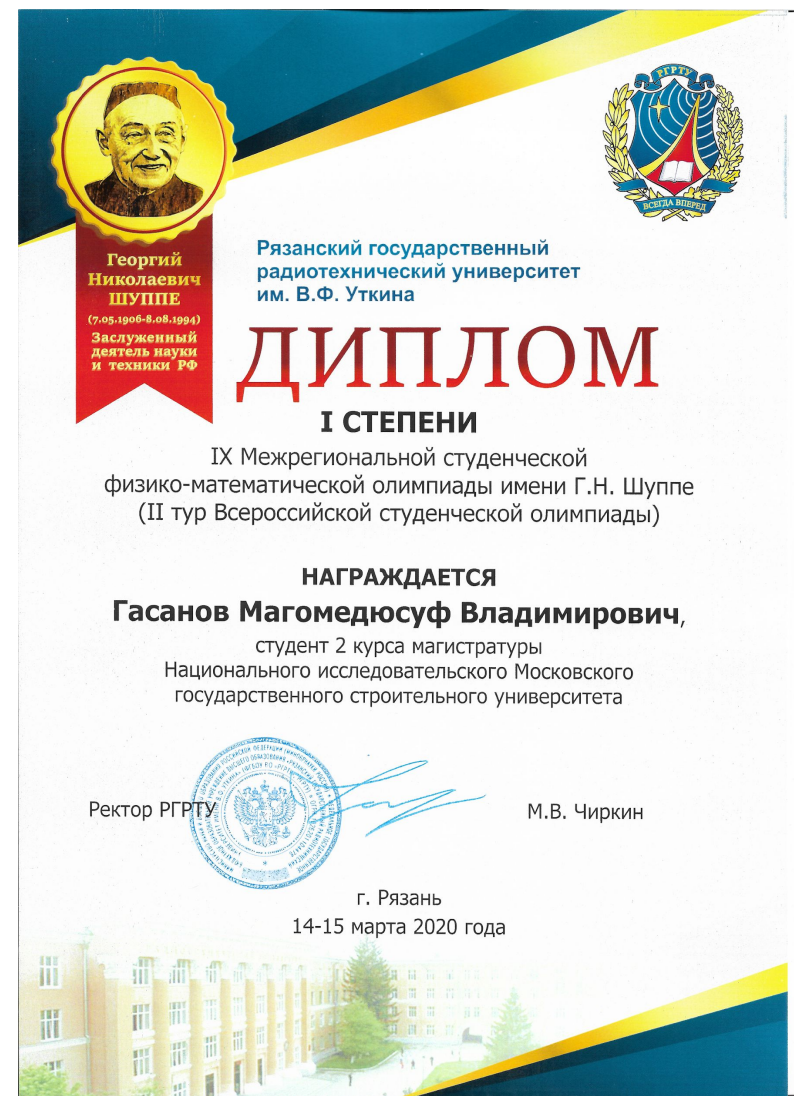 РГРТУ
ВСЕГДА ВПЕРЕД
Георгий
Николаевич
ШУППЕ
(7.05.1906-8.08.1994)
Заслуженный
деятель науки
и техники РФ
Рязанский государственный
радиотехнический университет
им. В.Ф. Уткина
ДИПЛОМ
I СТЕПЕНИ
IX Межрегиональной студенческой
физико-математической олимпиады имени Г.Н. Шуппе
(II тур Всероссийской студенческой олимпиады)
НАГРАЖДАЕТСЯ
Гасанов Магомедюсуф Владимирович,
студент 2 курса магистратуры
Национального исследовательского Московского
государственного строительного университета
Ректор РГРТУ
М.В. Чиркин
г. Рязань
14-15 марта 2020 года